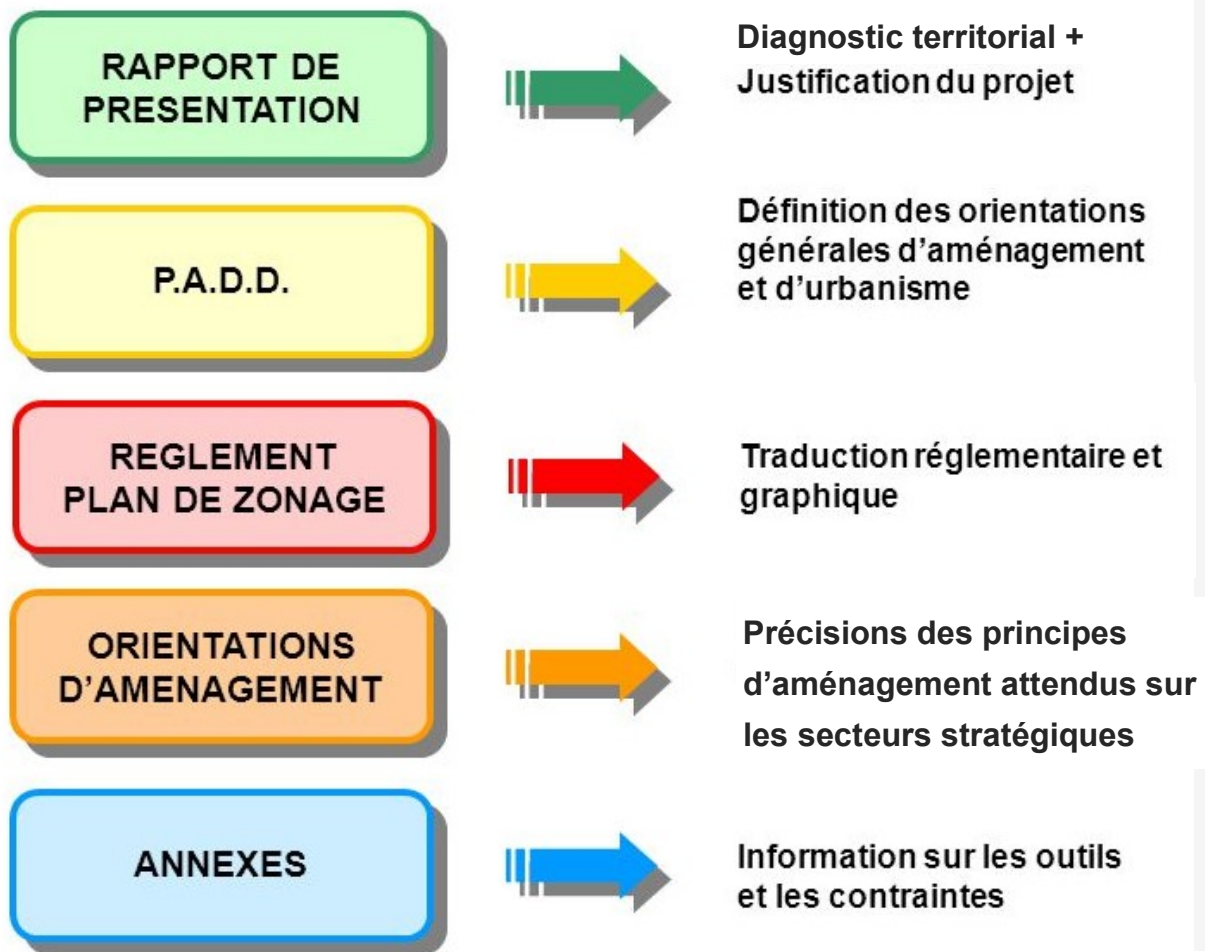 RAPPORT DE
PRESENTATION
Diagnostic territorial +
Justification du projet
P.A.D.D.
Définition des orientations
générales d'aménagement
et d'urbanisme
REGLEMENT
PLAN DE ZONAGE
Traduction réglementaire et
graphique
ORIENTATIONS
D'AMENAGEMENT
Précisions des principes
d'aménagement attendus sur
les secteurs stratégiques
ANNEXES
Information sur les outils
et les contraintes